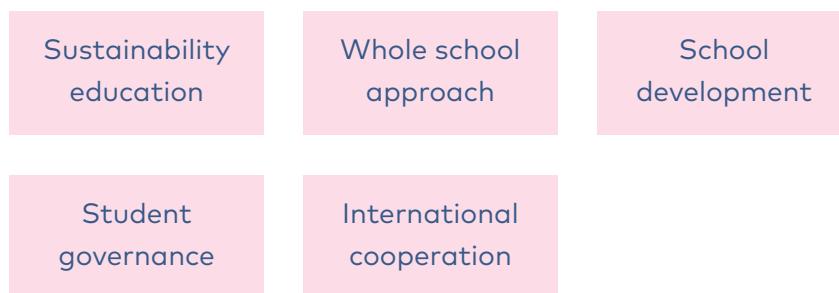 Sustainability
education
Whole school
approach
School
development
Student
governance
International
cooperation